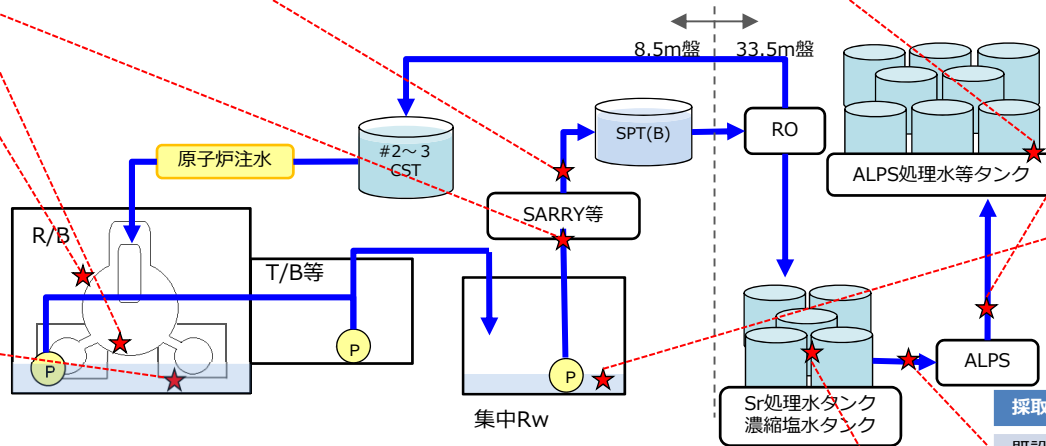 8.5m盤
33.5m盤
#2～3
CST
SPT(B)
RO
原子炉注水
ALPS処理水等タンク
R/B
SARRY等
T/B等
P
P
P
ALPS
集中Rw
Sr処理水タンク
濃縮塩水タンク
採取